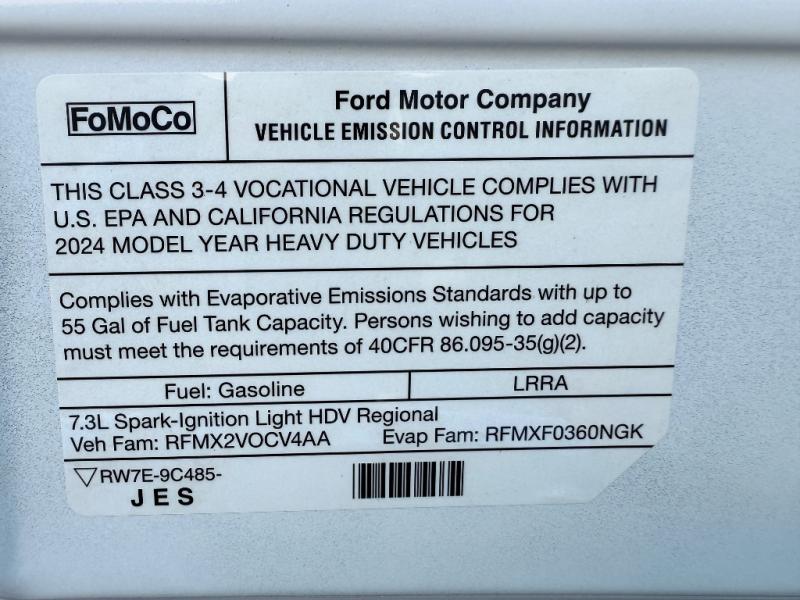 FoMoCo
Ford Motor Company
VEHICLE EMISSION CONTROL INFORMATION
THIS CLASS 3-4 VOCATIONAL VEHICLE COMPLIES WITH
U.S. EPA AND CALIFORNIA REGULATIONS FOR
2024 MODEL YEAR HEAVY DUTY VEHICLES
Complies with Evaporative Emissions Standards with up to
55 Gal of Fuel Tank Capacity. Persons wishing to add capacity
must meet the requirements of 40CFR 86.095-35(g)(2).
Fuel: Gasoline
LRRA
7.3L Spark-Ignition Light HDV Regional
Veh Fam: RFMX2VOCV4AA Evap Fam: RFMXF0360NGK
RW7E-9C485-
JES